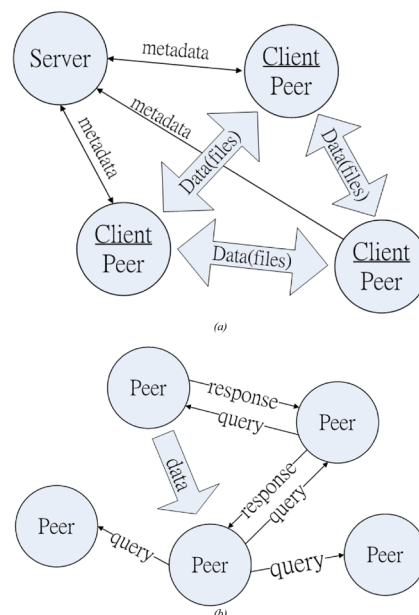 Server
metadata
Client
Peer
metadata
metadata
Data(files)
Data(files)
Client
Peer
Data(files)
Client
Peer
(a)
Peer
response
query
Peer
data
response
query
Peer
query
Peer
query
Peer
(b)